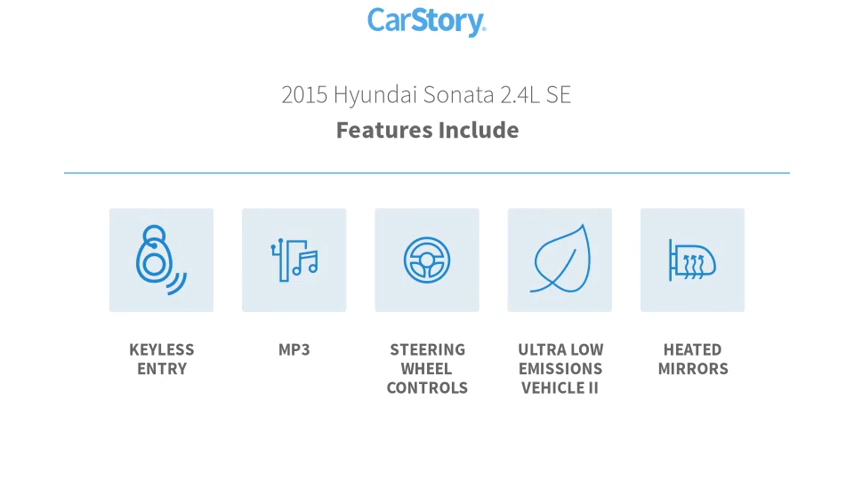 CarStory®
2015 Hyundai Sonata 2.4L SE
Features Include
KEYLESS
ENTRY
MP3
STEERING
WHEEL
CONTROLS
ULTRA LOW
EMISSIONS
VEHICLE II
HEATED
MIRRORS